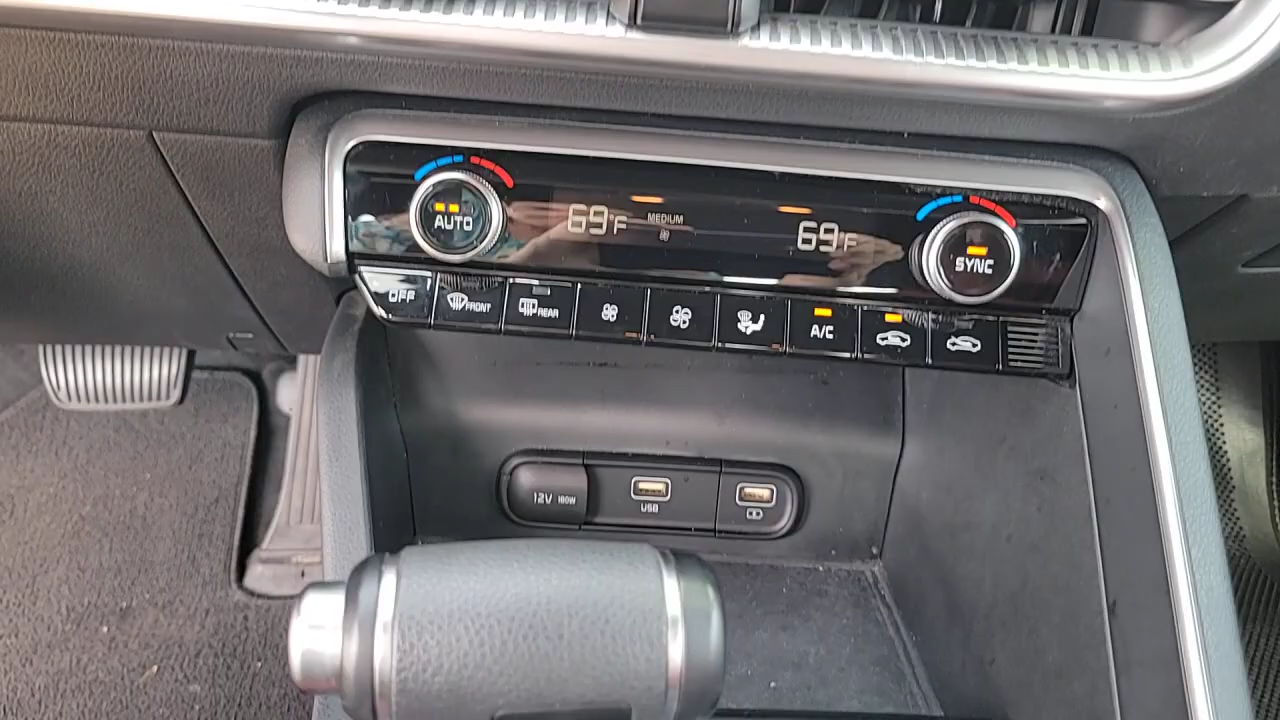 AUTO
69°F
MEDIUM
69°F
SYNC
OFF
FRONT
REAR
A/C
12V 180W
USB